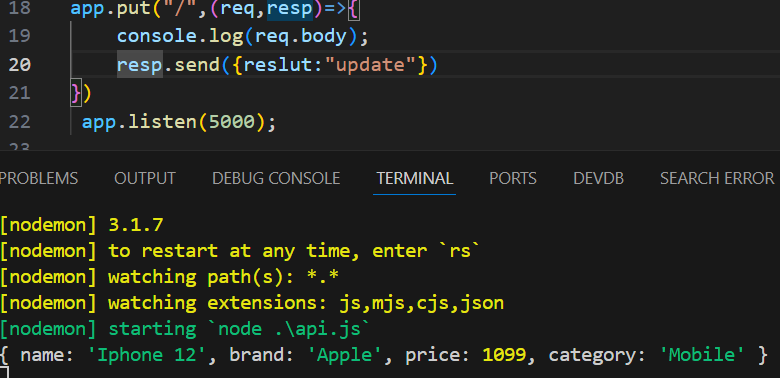 18 app.put("/",(req,resp)=>{
19 console.log(req.body);
20 resp.send({reslut:"update"})
21 })
22 app.listen(5000);
23
PROBLEMS OUTPUT DEBUG CONSOLE TERMINAL PORTS DEVDB SEARCH ERROR
[nodemon] 3.1.7
[nodemon] to restart at any time, enter `rs`
[nodemon] watching path(s): *.*
[nodemon] watching extensions: js,mjs,cjs,json
[nodemon] starting `node .\api.js`
{ name: 'Iphone 12', brand: 'Apple', price: 1099, category: 'Mobile' }